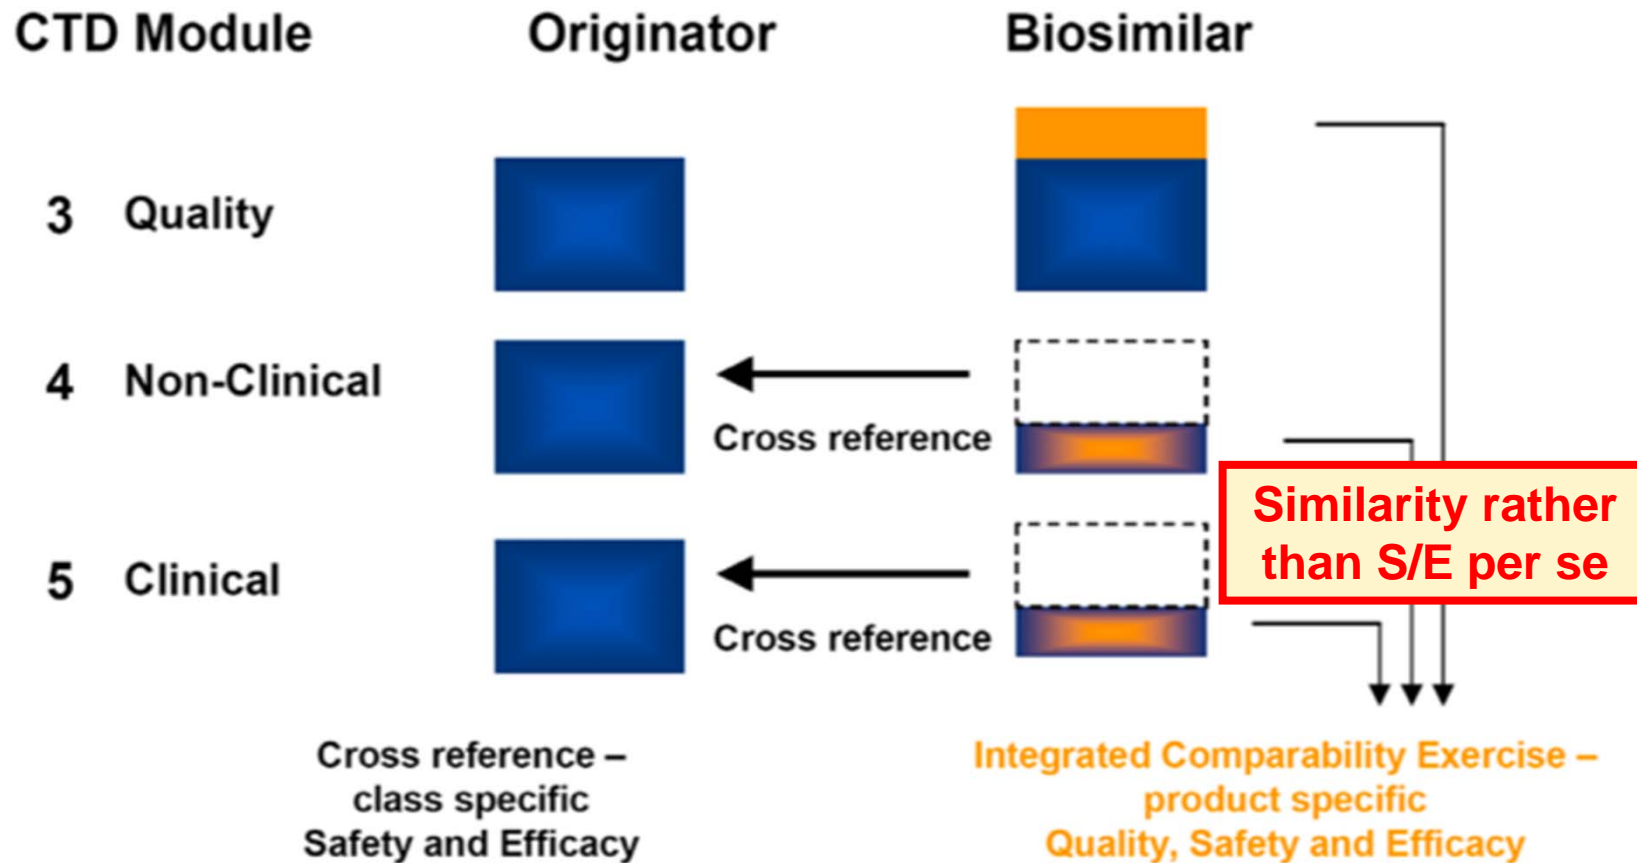 CTD Module Originator Biosimilar
3 Quality
4 Non-Clinical
Cross reference
Similarity rather
than S/E per se
5 Clinical
Cross reference
Cross reference –
class specific
Safety and Efficacy
Integrated Comparability Exercise –
product specific
Quality, Safety and Efficacy